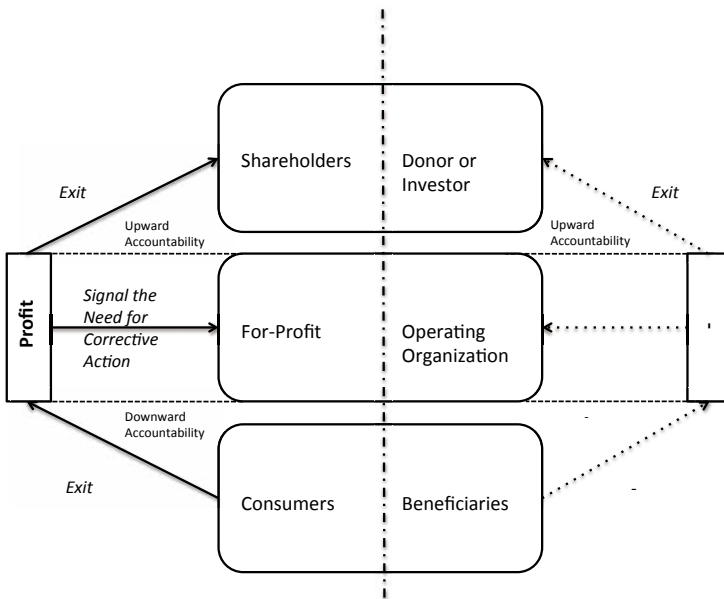 Shareholders
Donor or
Investor
Exit
Exit
Upward
Accountability
Upward
Accountability
Profit
Signal the
Need for
Corrective
Action
For-Profit
Operating
Organization
-
Downward
Accountability
-
Exit
Consumers
Beneficiaries
-